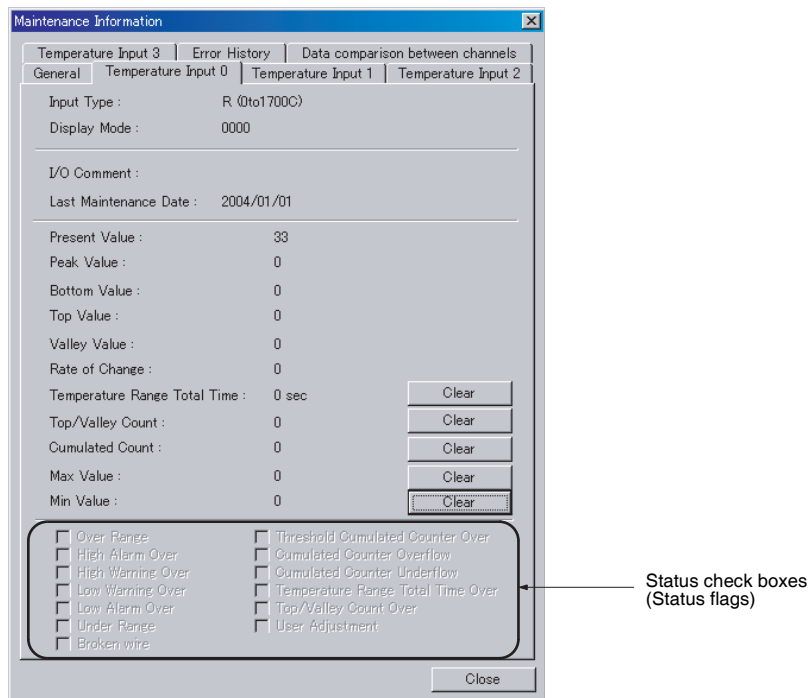 Maintenance Information
Temperature Input 3 Error History Data comparison between channels
General Temperature Input 0 Temperature Input 1 Temperature Input 2
Input Type : R (0to1700C)
Display Mode : 0000
I/O Comment :
Last Maintenance Date : 2004/01/01
Present Value : 33
Peak Value : 0
Bottom Value : 0
Top Value : 0
Valley Value : 0
Rate of Change : 0
Temperature Range Total Time : 0 sec Clear
Top/Valley Count : 0 Clear
Cumulated Count : 0 Clear
Max Value : 0 Clear
Min Value : 0 Clear
Over Range Threshold Cumulated Counter Over
High Alarm Over Cumulated Counter Overflow
High Warning Over Cumulated Counter Underflow
Low Warning Over Temperature Range Total Time Over
Low Alarm Over Top/Valley Count Over
Under Range User Adjustment
Broken wire
Status check boxes
(Status flags)
Close